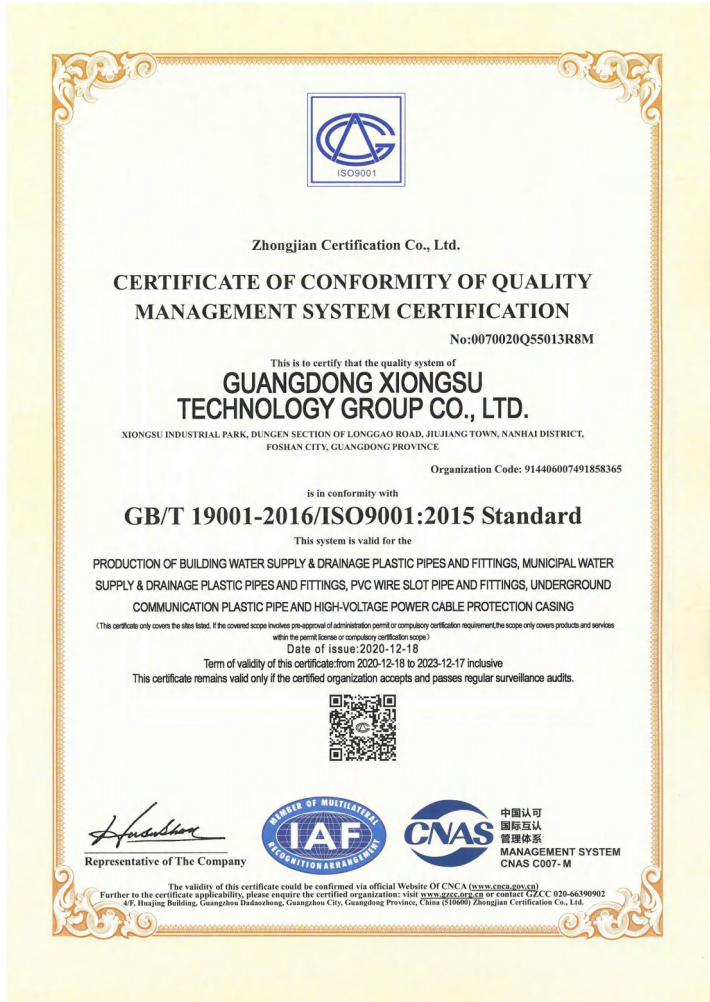 CAG
ISO9001
Zhongjian Certification Co., Ltd.
CERTIFICATE OF CONFORMITY OF QUALITY
MANAGEMENT SYSTEM CERTIFICATION
No:0070020Q55013R8M
This is to certify that the quality system of
GUANGDONG XIONGSU
TECHNOLOGY GROUP CO., LTD.
XIONGSU INDUSTRIAL PARK, DUNGEN SECTION OF LONGGAO ROAD, JIUJIANG TOWN, NANHAI DISTRICT,
FOSHAN CITY, GUANGDONG PROVINCE
Organization Code: 914406007491858365
is in conformity with
GB/T 19001-2016/ISO9001:2015 Standard
This system is valid for the
PRODUCTION OF BUILDING WATER SUPPLY & DRAINAGE PLASTIC PIPES AND FITTINGS, MUNICIPAL WATER
SUPPLY & DRAINAGE PLASTIC PIPES AND FITTINGS, PVC WIRE SLOT PIPE AND FITTINGS, UNDERGROUND
COMMUNICATION PLASTIC PIPE AND HIGH-VOLTAGE POWER CABLE PROTECTION CASING
(This certificate only covers the sites listed. If the covered scope involves pre-approval of administration permit or compulsory certification requirement,the scope only covers products and services
within the permit license or compulsory certification scope)
Date of issue:2020-12-18
Term of validity of this certificate:from 2020-12-18 to 2023-12-17 inclusive
This certificate remains valid only if the certified organization accepts and passes regular surveillance audits.
Representative of The Company
MEMBER OF MULTILATERAL
IAF
RECOGNITION ARRANGEMENT
CNAS
中国认可
国际互认
管理体系
MANAGEMENT SYSTEM
CNAS C007-M
The validity of this certificate could be confirmed via official Website Of CNCA (www.cnca.gov.cn)
Further to the certificate applicability, please enquire the certified organization: visit www.gzcc.org.cn or contact GZCC 020-66390902
4/F, Huajing Building, Guangzhou Dadaozhong, Guangzhou City, Guangdong Province, China (510600) Zhongjian Certification Co., Ltd.